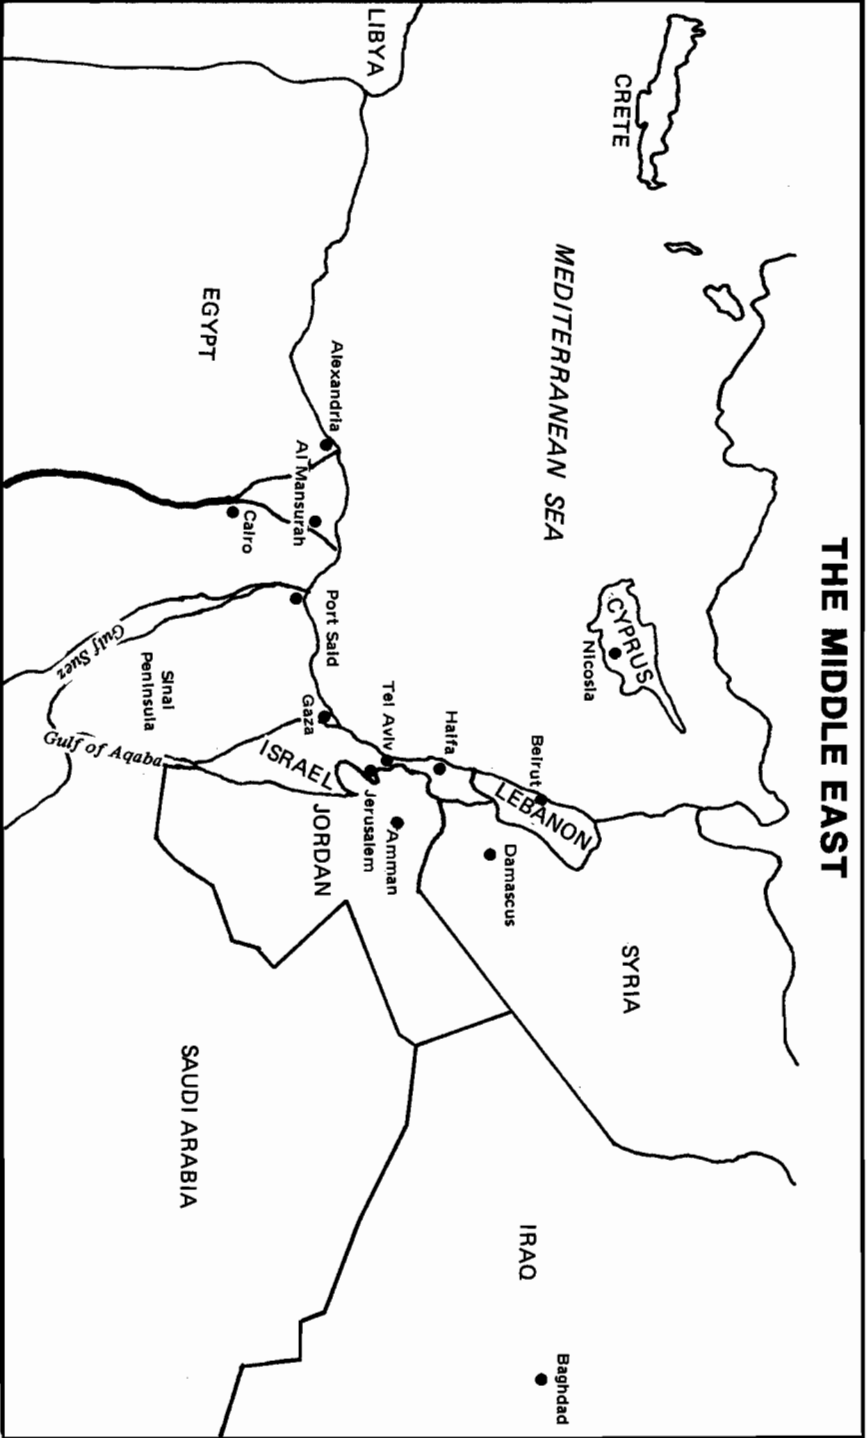 THE MIDDLE EAST
CRETE
LIBYA
MEDITERRANEAN SEA
CYPRUS
Nicosia
SYRIA
Beirut
LEBANON
Damascus
Haifa
Tel Aviv
Jerusalem
Amman
IRAQ
Baghdad
Alexandria
Al Mansurah
Port Said
Gaza
ISRAEL
JORDAN
EGYPT
Cairo
Sinai
Peninsula
Gulf Suez
Gulf of Aqaba
SAUDI ARABIA